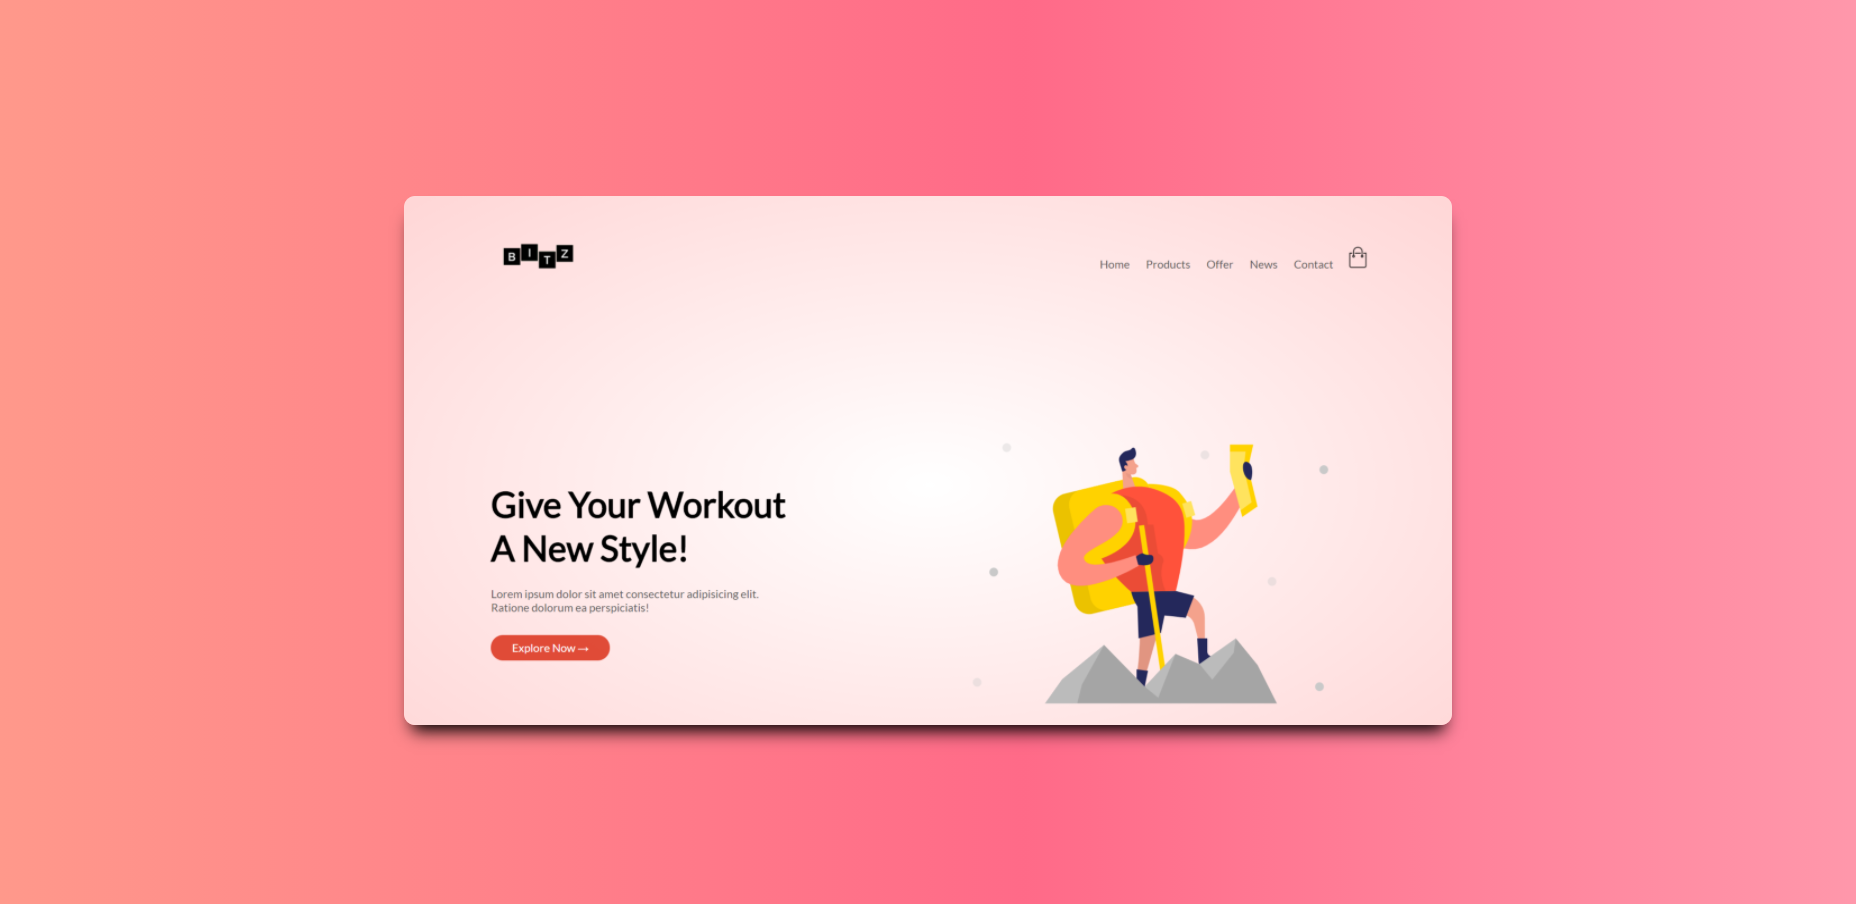 BITZ
Home Products Offer News Contact
Give Your Workout
A New Style!
Lorem ipsum dolor sit amet consectetur adipisicing elit.
Ratione dolorum ea perspiciatis!
Explore Now →